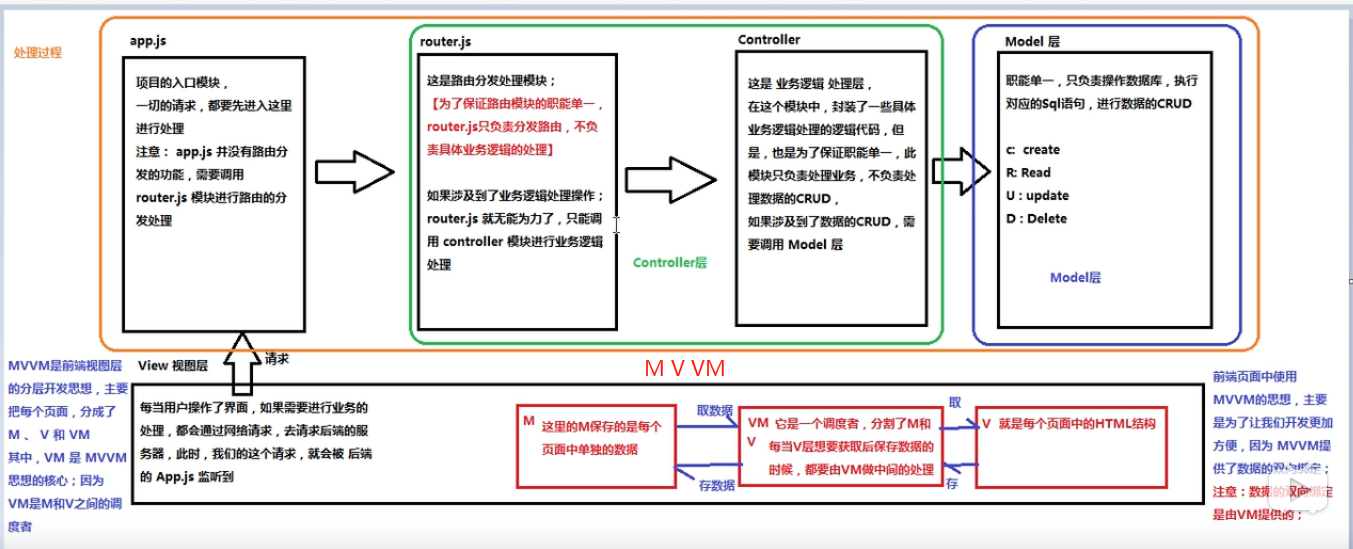 处理过程
app.js
项目的入口模块，
一切的请求，都要先进入这里
进行处理
注意： app.js 并没有路由分
发的功能，需要调用
router.js 模块进行路由的分
发处理
router.js
这是路由分发处理模块；
【为了保证路由模块的职能单一，
router.js只负责分发路由，不负
责具体业务逻辑的处理】
如果涉及到了业务逻辑处理操作；
router.js 就无能为力了，只能调
用 controller 模块进行业务逻辑
处理
Controller层
Controller
这是 业务逻辑 处理层，
在这个模块中，封装了一些具体
业务逻辑处理的逻辑代码，但
是，也是为了保证职能单一，此
模块只负责处理业务，不负责处
理数据的CRUD，
如果涉及到了数据的CRUD，需
要调用 Model 层
Model 层
职能单一，只负责操作数据库，执行
对应的Sql语句，进行数据的CRUD
c: create
R: Read
U : update
D : Delete
Model层
请求
M V VM
MVVM是前端视图层
的分层开发思想，主要
把每个页面，分成了
M 、 V 和 VM
其中，VM 是 MVVM
思想的核心；因为
VM是M和V之间的调
度者
View 视图层
每当用户操作了界面，如果需要进行业务的
处理，都会通过网络请求，去请求后端的服
务器，此时，我们的这个请求，就会被 后端
的 App.js 监听到
M 这里的M保存的是每个
页面中单独的数据
取数据
存数据
VM 它是一个调度者，分割了M和
V 每当V层想要获取后保存数据的
时候，都要由VM做中间的处理
取
存
V 就是每个页面中的HTML结构
前端页面中使用
MVVM的思想，主要
是为了让我们开发更加
方便，因为 MVVM提
供了数据的双向绑定；
注意：数据的双向绑定
是由VM提供的；